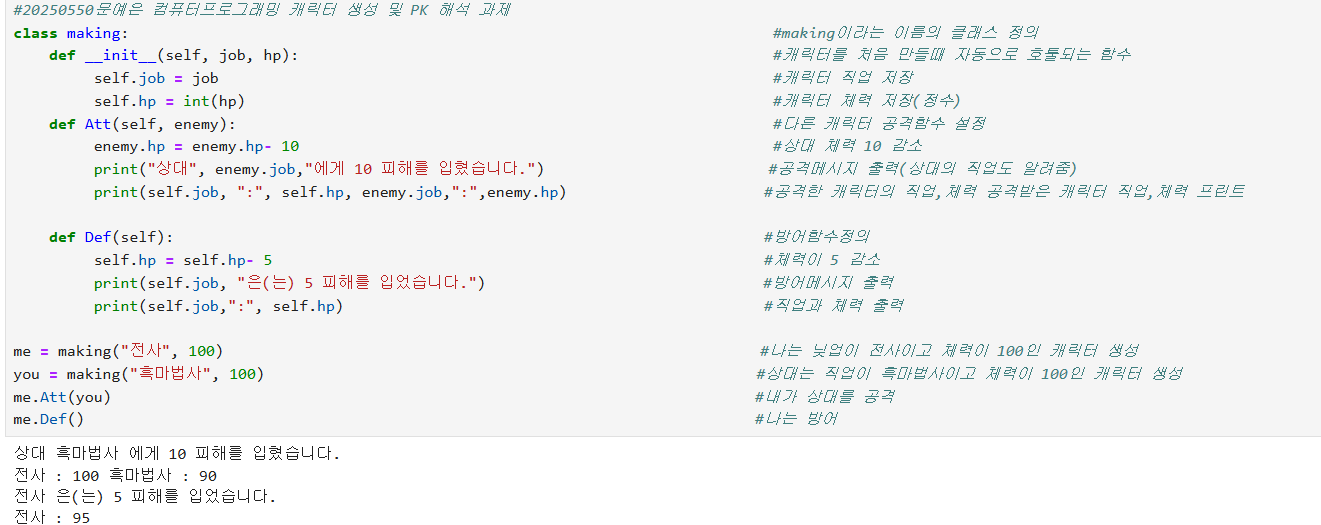 #20250550문예은 컴퓨터프로그래밍 캐릭터 생성 및 PK 해석 과제
class making: #making이라는 이름의 클래스 정의
def __init__(self, job, hp): #캐릭터를 처음 만들때 자동으로 호툴되는 함수
self.job = job #캐릭터 직업 저장
self.hp = int(hp) #캐릭터 체력 저장(정수)
def Att(self, enemy): #다른 캐릭터 공격함수 설정
enemy.hp = enemy.hp- 10 #상대 체력 10 감소
print("상대", enemy.job,"에게 10 피해를 입혔습니다.") #공격메시지 출력(상대의 직업도 알려줌)
print(self.job, ":", self.hp, enemy.job,":",enemy.hp) #공격한 캐릭터의 직업,체력 공격받은 캐릭터 직업,체력 프린트
def Def(self): #방어함수정의
self.hp = self.hp- 5 #체력이 5 감소
print(self.job, "은(는) 5 피해를 입었습니다.") #방어메시지 출력
print(self.job,":", self.hp) #직업과 체력 출력
me = making("전사", 100) #나는 닞업이 전사이고 체력이 100인 캐릭터 생성
you = making("흑마법사", 100) #상대는 직업이 흑마법사이고 체력이 100인 캐릭터 생성
me.Att(you) #내가 상대를 공격
me.Def() #나는 방어
상대 흑마법사 에게 10 피해를 입혔습니다.
전사 : 100 흑마법사 : 90
전사 은(는) 5 피해를 입었습니다.
전사 : 95